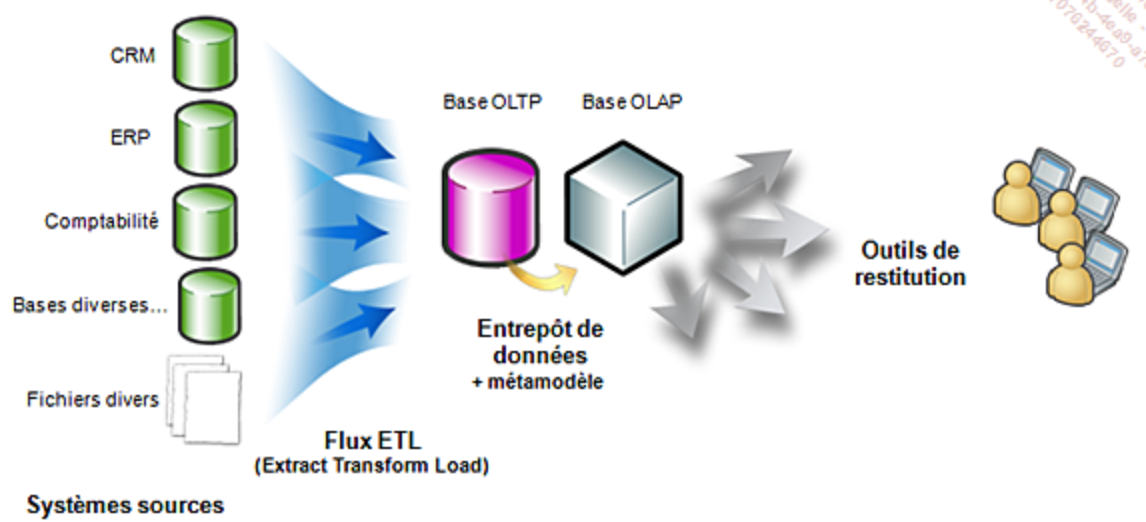 CRM
ERP
Comptabilité
Bases diverses...
Fichiers divers
Systèmes sources
Flux ETL
(Extract Transform Load)
Base OLTP
Base OLAP
Entrepôt de
données
+ métamodèle
Outils de
restitution